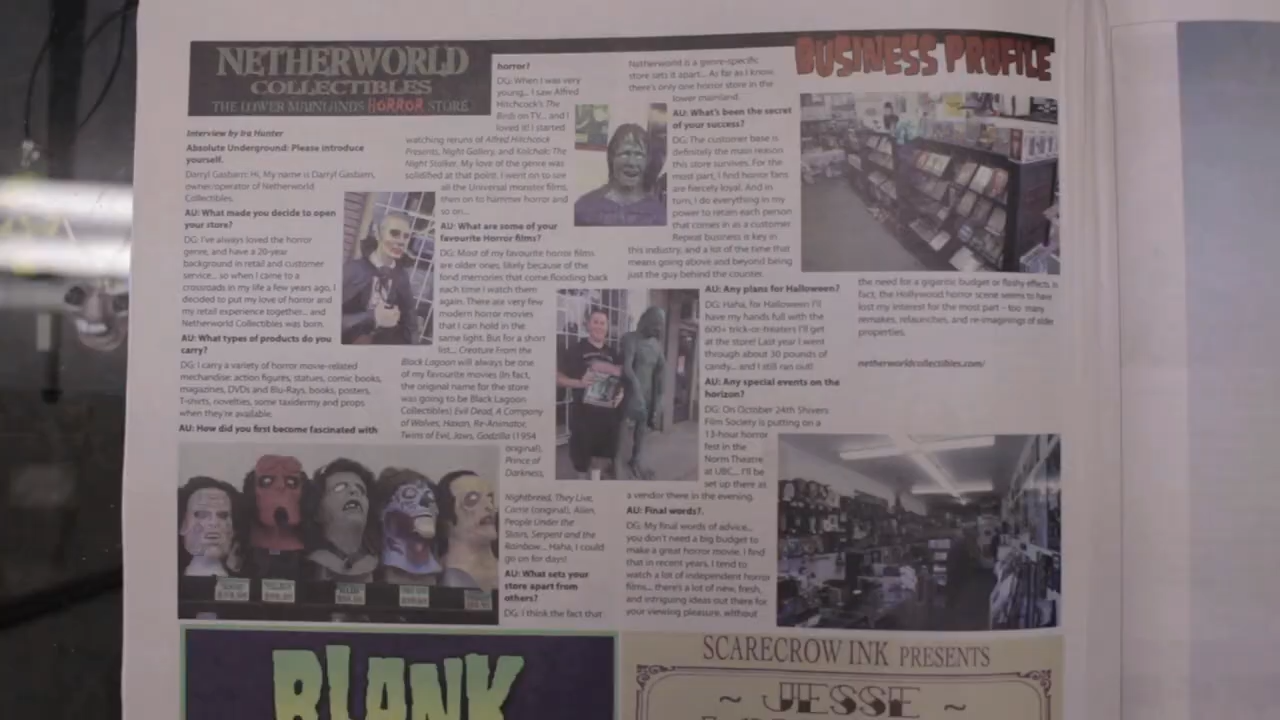 NETHERWORLD
COLLECTIBLES
THE LOWER MAINLANDS HORROR STORE
BUSINESS PROFILE
Interview by Ira Hunter
Absolute Underground: Please introduce
yourself.
Darryl Gasbarn: Hi, My name is Darryl Gasbarn,
owner/operator of Netherworld
Collectibles.
AU: What made you decide to open
your store?
DG: I've always loved the horror
genre, and have a 20-year
background in retail and customer
service... so when I came to a
crossroads in my life a few years ago, I
decided to put my love of horror and
my retail experience together... and
Netherworld Collectibles was born.
AU: What types of products do you
carry?
DG: I carry a variety of horror movie-related
merchandise: action figures, statues, comic books,
magazines, DVDs and Blu-Rays, books, posters,
T-shirts, novelties, some taxidermy and props
when they're available.
AU: How did you first become fascinated with
horror?
DG: When I was very
young... I saw Alfred
Hitchcock's The
Birds on TV... and I
loved it! I started
watching reruns of Alfred Hitchcock
Presents, Night Gallery, and Kolchak: The
Night Stalker. My love of the genre was
solidified at that point. I went on to see
all the Universal monster films,
then on to hammer horror and
so on...
AU: What are some of your
favourite Horror films?
DG: Most of my favourite horror films
are older ones, likely because of the
fond memories that come flooding back
each time I watch them
again. There are very few
modern horror movies
that I can hold in the
same light. But for a short
list... Creature From the
Black Lagoon will always be one
of my favourite movies (in fact,
the original name for the store
was going to be Black Lagoon
Collectibles) Evil Dead, A Company
of Wolves, Haxan, Re-Animator,
Twins of Evil, Jaws, Godzilla (1954
original),
Prince of
Darkness,
Nightbreed, They Live,
Carrie (original), Alien,
People Under the
Stairs, Serpent and the
Rainbow... Haha, I could
go on for days!
AU: What sets your
store apart from
others?
DG: I think the fact that
Netherworld is a genre-specific
store sets it apart... As far as I know,
there's only one horror store in the
lower mainland.
AU: What's been the secret
of your success?
DG: The customer base is
definitely the main reason
this store survives. For the
most part, I find horror fans
are fiercely loyal. And in
turn, I do everything in my
power to retain each person
that comes in as a customer
Repeat business is key in
this industry, and a lot of the time that
means going above and beyond being
just the guy behind the counter.
AU: Any plans for Halloween?
DG: Haha, for Halloween I'll
have my hands full with the
600+ trick-or-treaters I'll get
at the store! Last year I went
through about 30 pounds of
candy... and I still ran out!
AU: Any special events on the
horizon?
DG: On October 24th Shivers
Film Society is putting on a
13-hour horror
fest in the
Norm Theatre
at UBC... I'll be
set up there as
a vendor there in the evening.
AU: Final words?.
DG: My final words of advice...
you don't need a big budget to
make a great horror movie. I find
that in recent years, I tend to
watch a lot of independent horror
films... there's a lot of new, fresh,
and intriguing ideas out there for
your viewing pleasure, without
the need for a gigantic budget or flashy effects. In
fact, the Hollywood horror scene seems to have
lost my interest for the most part - too many
remakes, relaunches, and re-imaginings of older
properties.
netherworldcollectibles.com/
BLANK
SCARECROW INK PRESENTS
~ JESSE ~